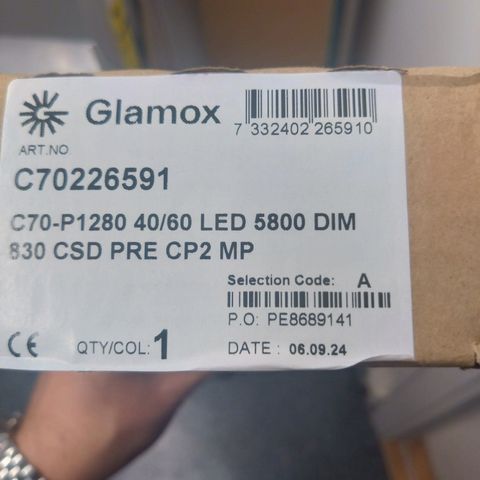 Glamox
7 332402 265910
ART.NO
C70226591
C70-P1280 40/60 LED 5800 DIM
830 CSD PRE CP2 MP
Selection Code: A
P.O: PE8689141
CE QTY/COL: 1 DATE : 06.09.24